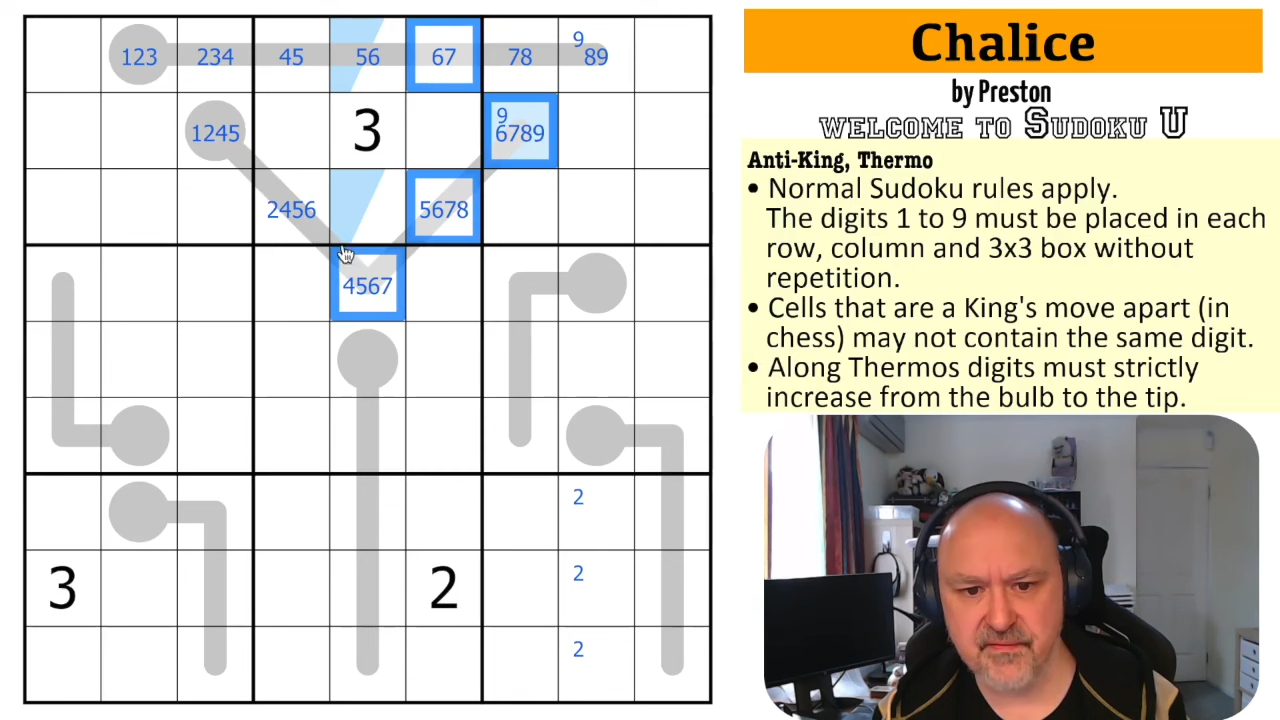 Chalice
by Preston
WELCOME TO SUDOKU U
Anti-King, Thermo
• Normal Sudoku rules apply.
The digits 1 to 9 must be placed in each
row, column and 3x3 box without
repetition.
• Cells that are a King's move apart (in
chess) may not contain the same digit.
• Along Thermos digits must strictly
increase from the bulb to the tip.
123 234 45 56 67 78 9 89
1245 3 9 6789
2456 5678
4567
2
3 2 2
2